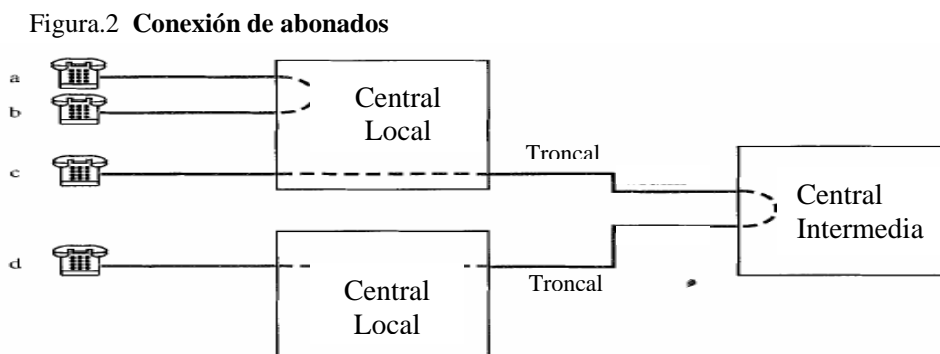 Figura.2 Conexión de abonados
a
b
c
d
Central
Local
Troncal
Central
Intermedia
Central
Local
Troncal